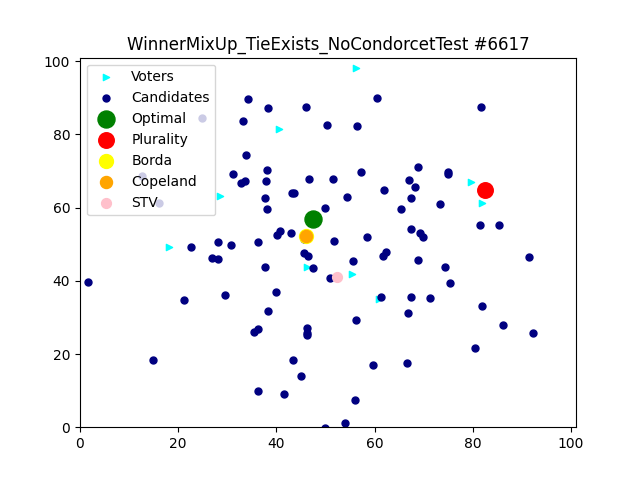 WinnerMixUp_TieExists_NoCondorcetTest #6617
Voters
Candidates
Optimal
Plurality
Borda
Copeland
STV
100
80
60
40
20
0
0 20 40 60 80 100